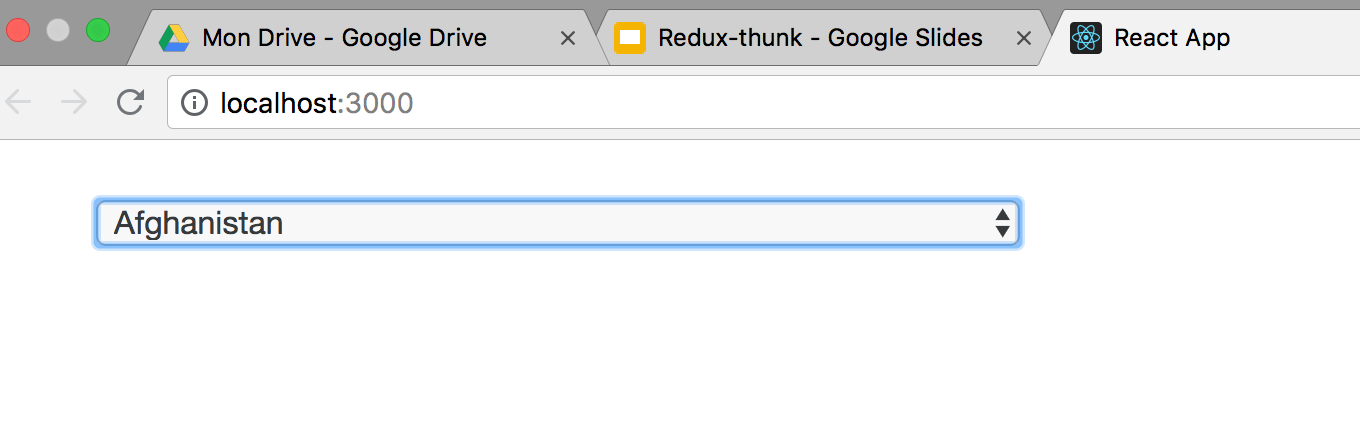 Mon Drive - Google Drive
Redux-thunk - Google Slides
React App
localhost:3000
Afghanistan